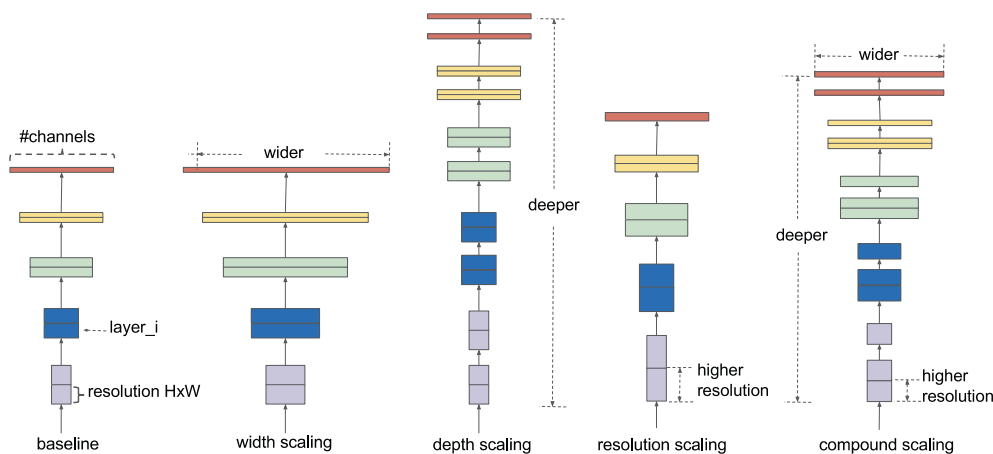 #channels
layer_i
resolution HxW
baseline
wider
width scaling
deeper
depth scaling
higher
resolution
resolution scaling
wider
deeper
higher
resolution
compound scaling